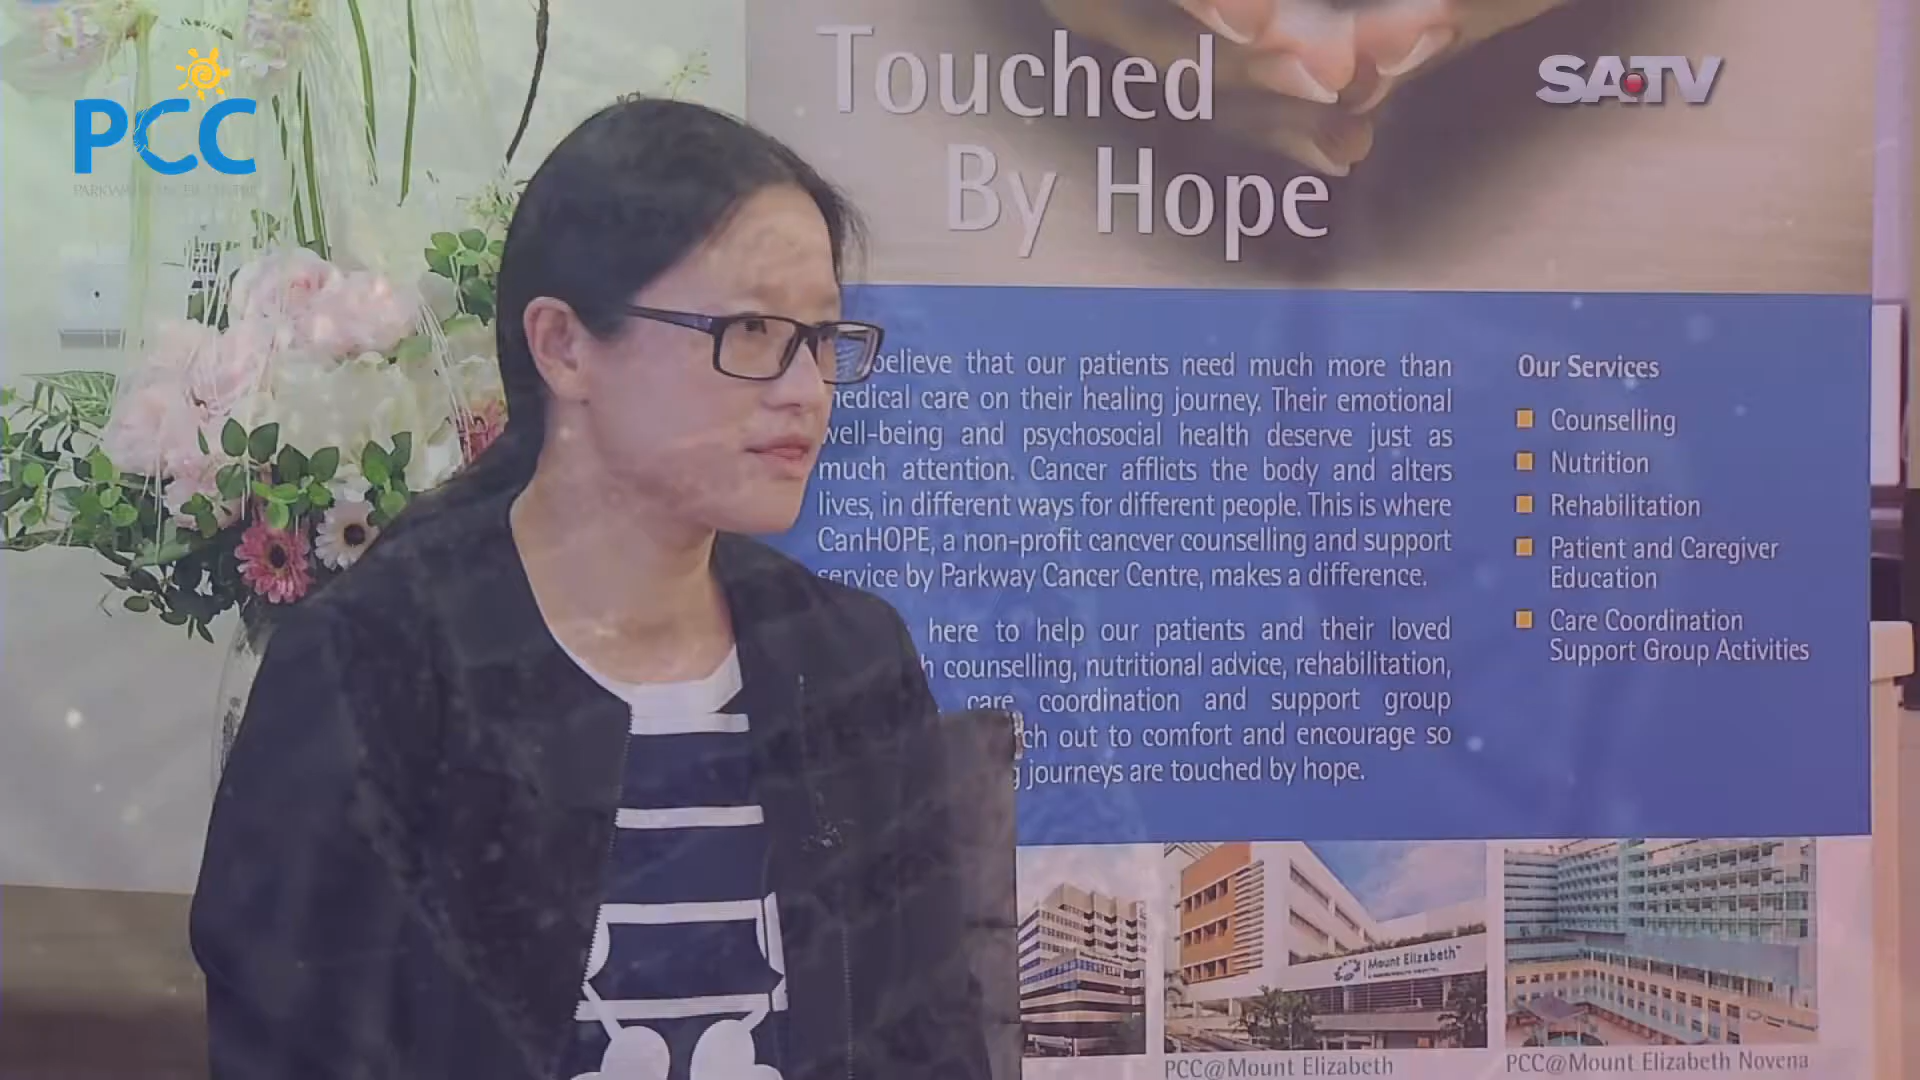 PCC
PARKWAY CANCER CENTRE
SATV
Touched
By Hope
believe that our patients need much more than
medical care on their healing journey. Their emotional
well-being and psychosocial health deserve just as
much attention. Cancer afflicts the body and alters
lives, in different ways for different people. This is where
CanHOPE, a non-profit cancver counselling and support
service by Parkway Cancer Centre, makes a difference.
here to help our patients and their loved
counselling, nutritional advice, rehabilitation,
care coordination and support group
out to comfort and encourage so
journeys are touched by hope.
Our Services
Counselling
Nutrition
Rehabilitation
Patient and Caregiver
Education
Care Coordination
Support Group Activities
Mount Elizabeth
PCC@Mount Elizabeth
PCC@Mount Elizabeth Novena